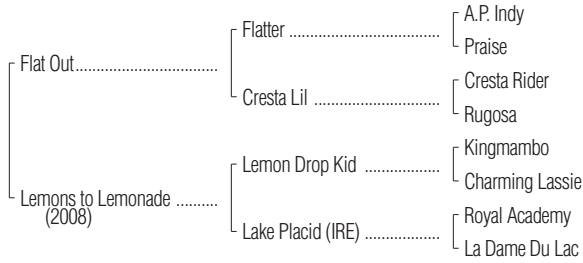 A.P. Indy
Flatter
Praise
Flat Out
Cresta Rider
Cresta Lil
Rugosa
Kingmambo
Lemon Drop Kid
Charming Lassie
Lemons to Lemonade
(2008)
Royal Academy
Lake Placid (IRE)
La Dame Du Lac